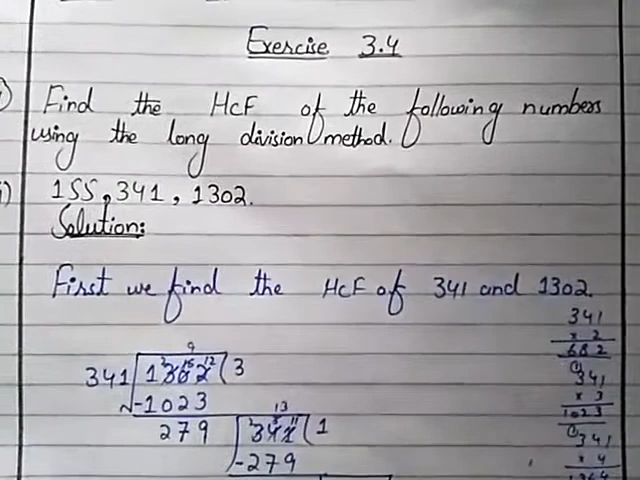 Exercise 3.4
Find the HCF of the following numbers
using the long division method.
155, 341, 1302.
Solution:
First we find the HCF of 341 and 1302.
341
× 2
682
341 1302 3
341
× 3
-1023
1023
279 341 1
341
-279
× 4
1364